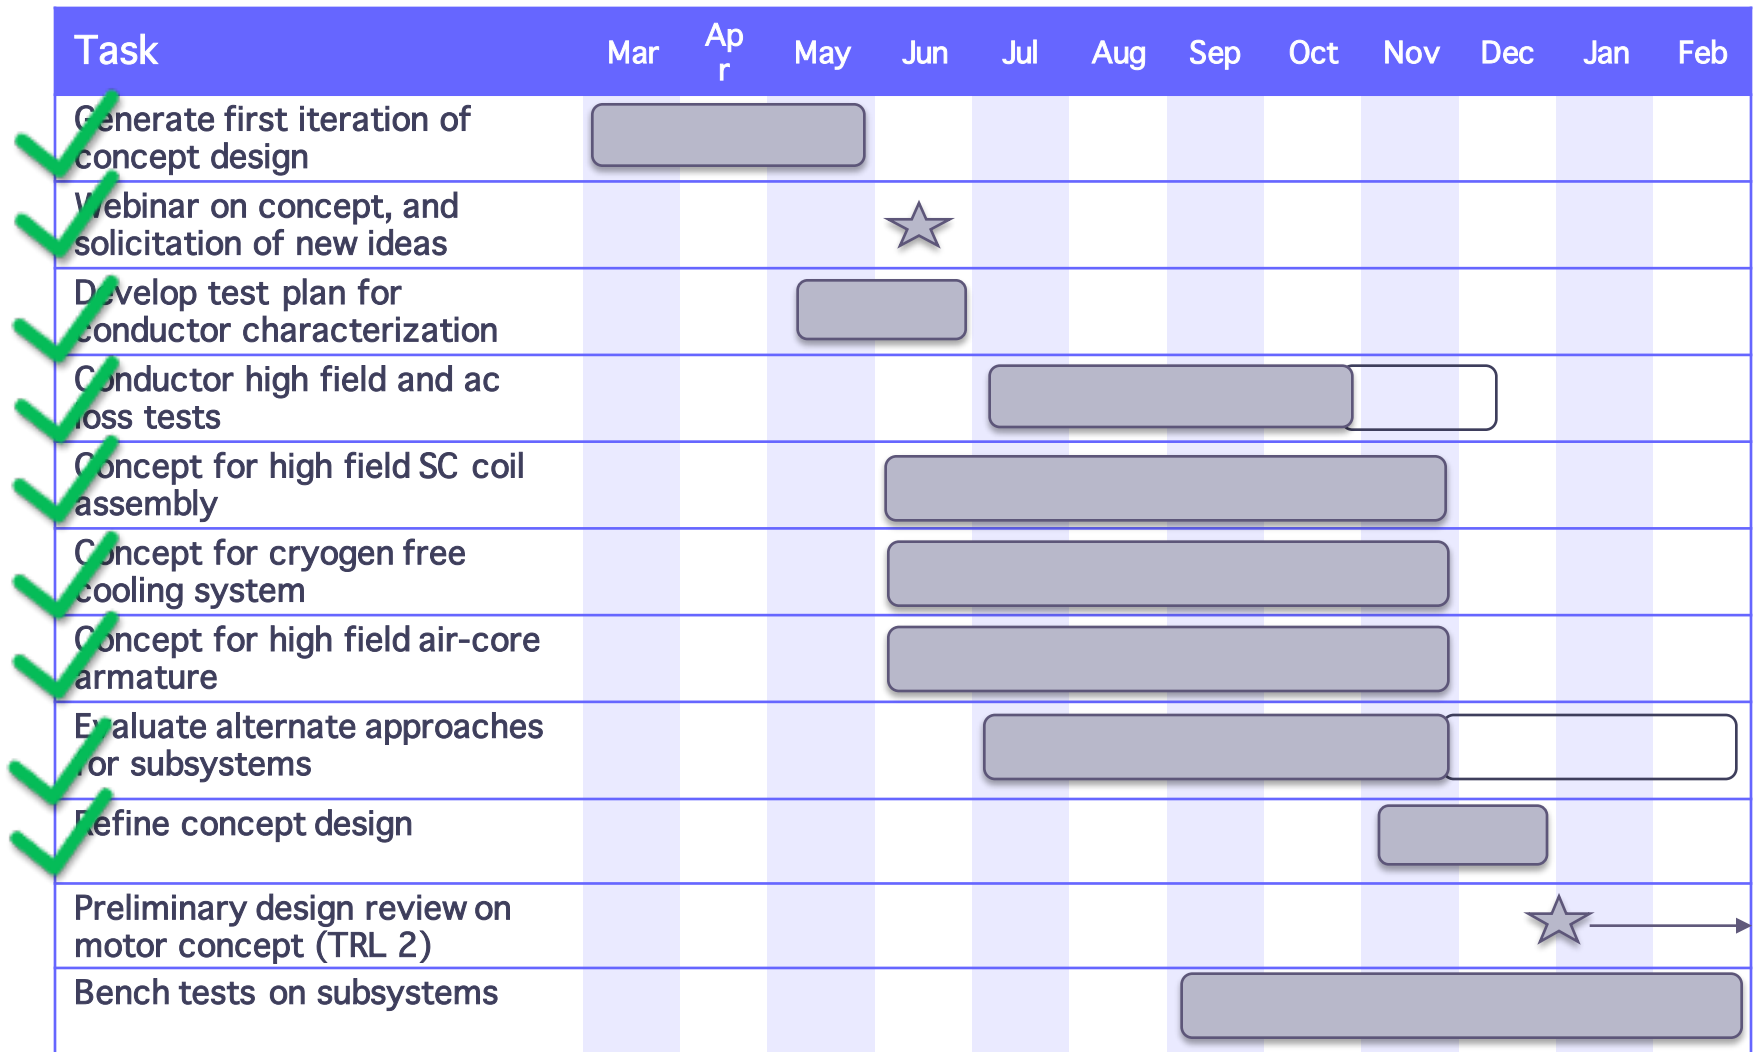 Task Mar Apr May Jun Jul Aug Sep Oct Nov Dec Jan Feb
Generate first iteration of
concept design
Webinar on concept, and
solicitation of new ideas
Develop test plan for
conductor characterization
Conductor high field and ac
loss tests
Concept for high field SC coil
assembly
Concept for cryogen free
cooling system
Concept for high field air-core
armature
Evaluate alternate approaches
for subsystems
Refine concept design
Preliminary design review on
motor concept (TRL 2)
Bench tests on subsystems